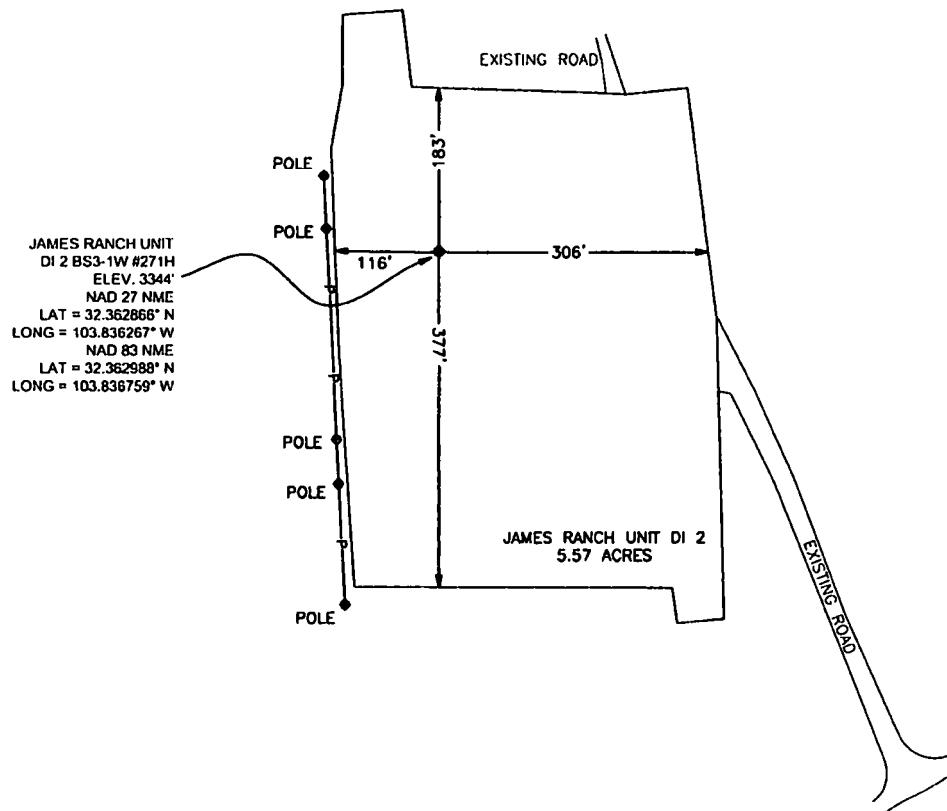 EXISTING ROAD
183'
POLE
POLE
JAMES RANCH UNIT
DI 2 BS3-1W #271H
ELEV. 3344'
NAD 27 NME
LAT = 32.362866° N
LONG = 103.836267° W
NAD 83 NME
LAT = 32.362988° N
LONG = 103.836759° W
116'
306'
P
377'
P
POLE
POLE
P
JAMES RANCH UNIT DI 2
5.57 ACRES
POLE
EXISTING ROAD